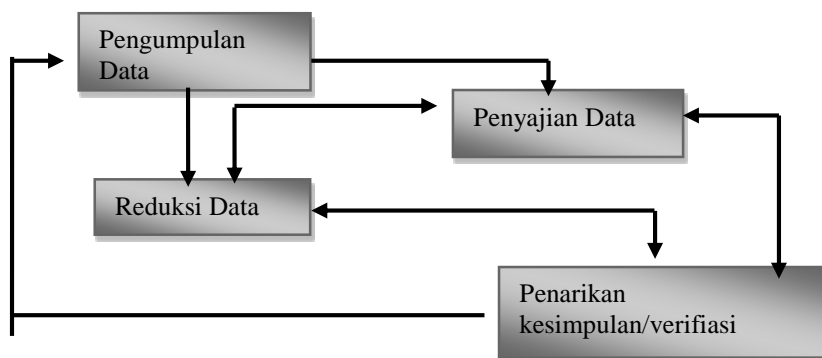 Pengumpulan
Data
Penyajian Data
Reduksi Data
Penarikan
kesimpulan/verifiasi